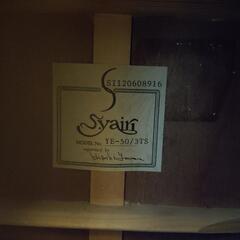 SI120608916
S.yairi
MODEL No. YE-50/3TS